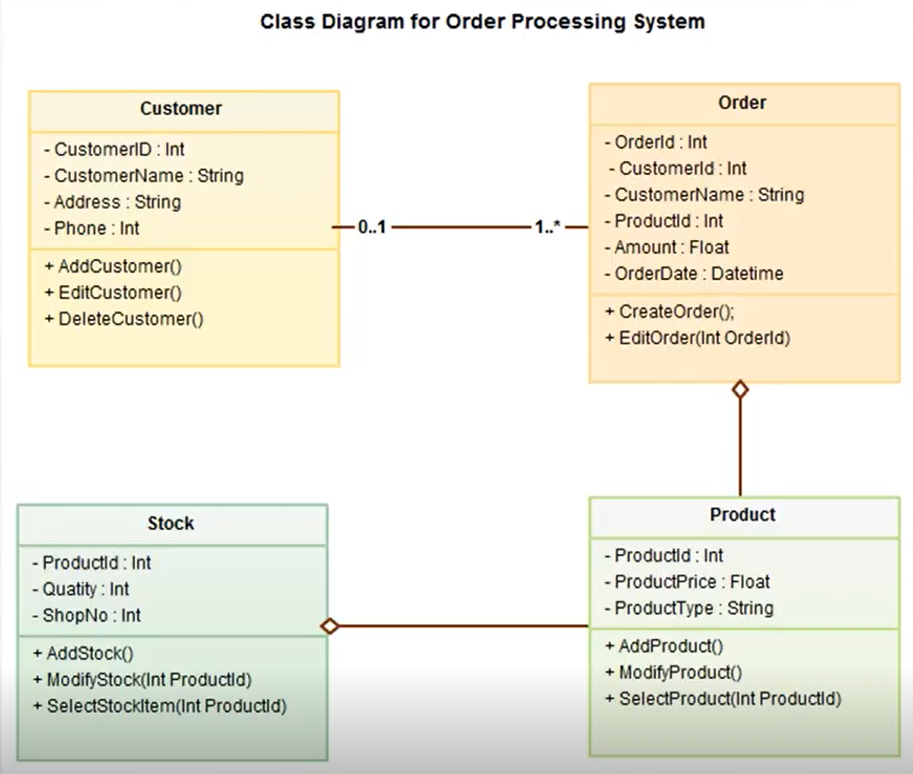 Class Diagram for Order Processing System
Customer
- CustomerID : Int
- CustomerName : String
- Address : String
- Phone : Int
+ AddCustomer()
+ EditCustomer()
+ DeleteCustomer()
0..1
1..*
Order
- OrderId : Int
- CustomerId : Int
- CustomerName : String
- ProductId : Int
- Amount : Float
- OrderDate : Datetime
+ CreateOrder();
+ EditOrder(Int OrderId)
Stock
- ProductId : Int
- Quatity : Int
- ShopNo : Int
+ AddStock()
+ ModifyStock(Int ProductId)
+ SelectStockItem(Int ProductId)
Product
- ProductId : Int
- ProductPrice : Float
- ProductType : String
+ AddProduct()
+ ModifyProduct()
+ SelectProduct(Int ProductId)